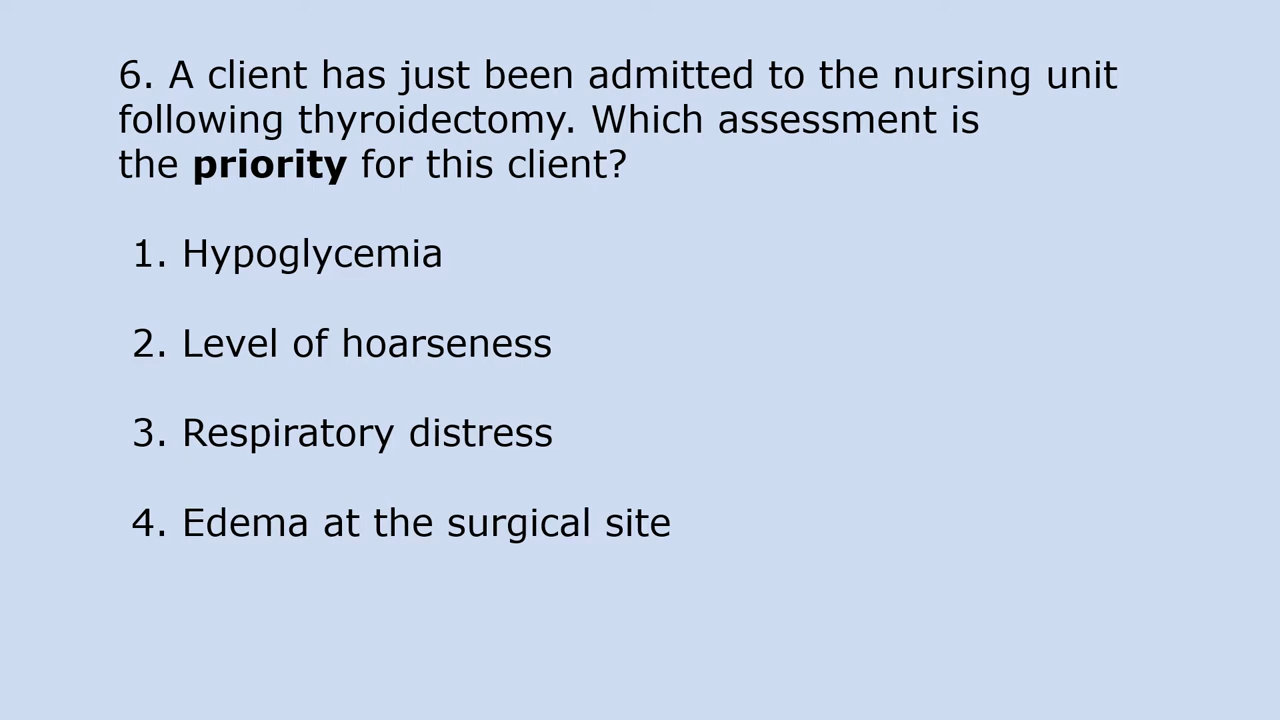 6. A client has just been admitted to the nursing unit
following thyroidectomy. Which assessment is
the priority for this client?
1. Hypoglycemia
2. Level of hoarseness
3. Respiratory distress
4. Edema at the surgical site